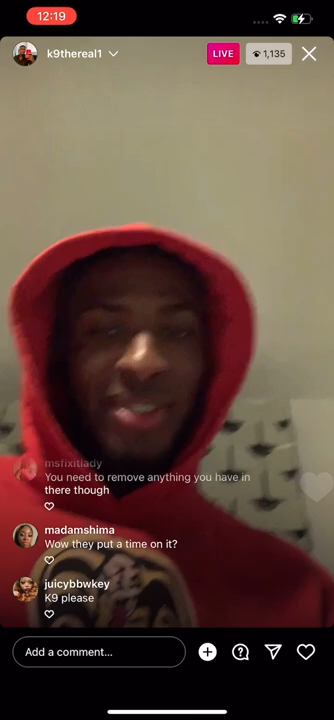 12:19
k9thereal1
LIVE
1,135
msfixitlady
You need to remove anything you have in
there though
madamshima
Wow they put a time on it?
juicybbwkey
K9 please
Add a comment...